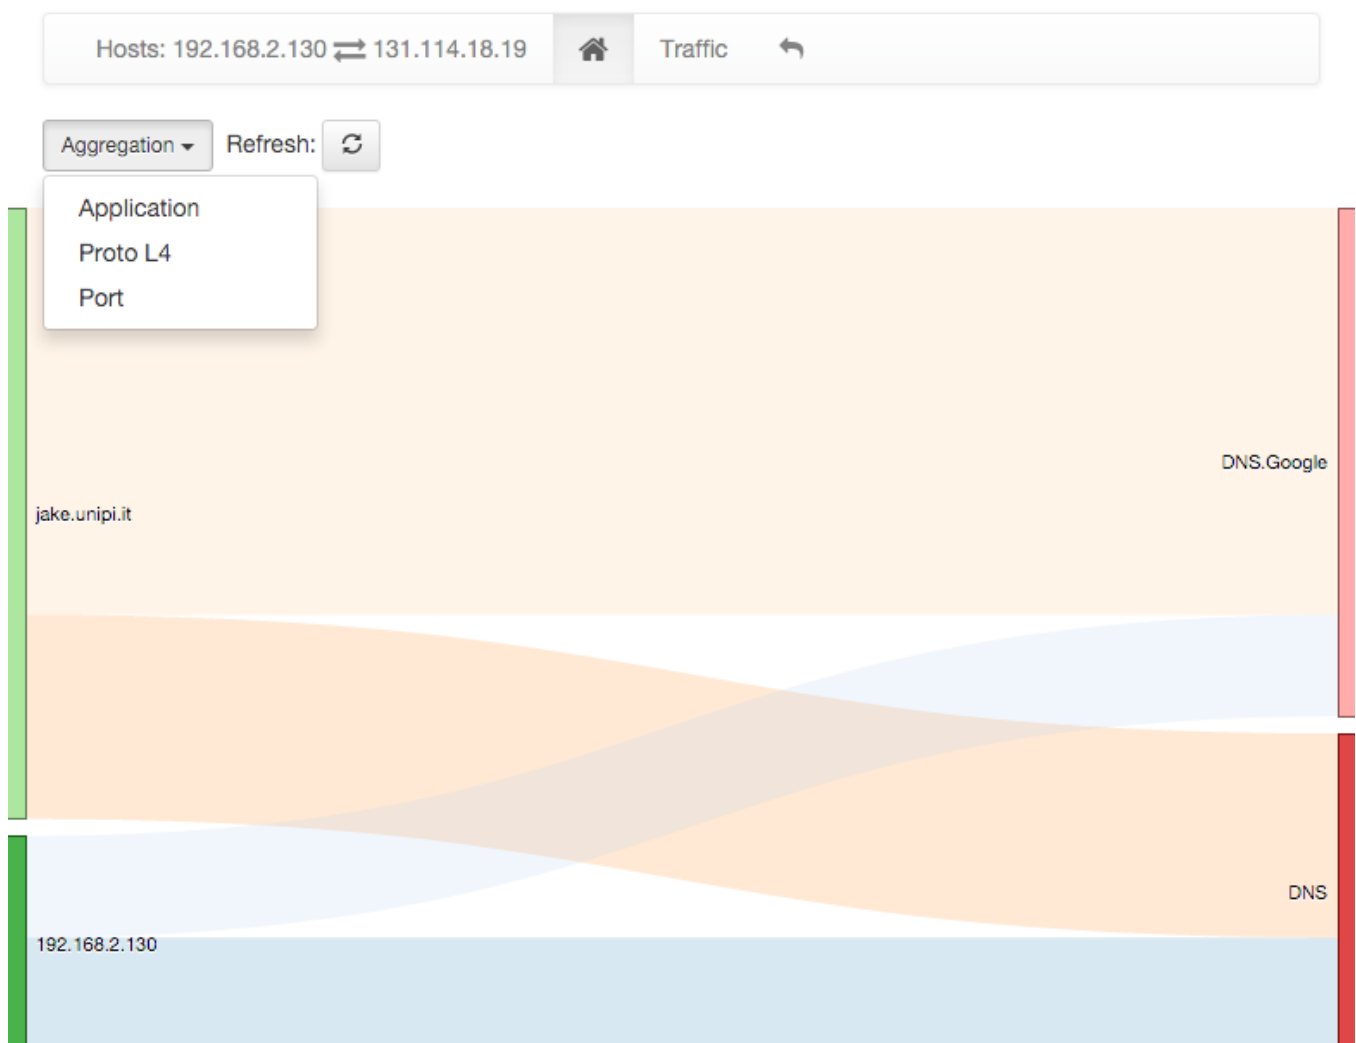 Hosts: 192.168.2.130 ⇄ 131.114.18.19 Traffic
Aggregation Refresh:
Application
Proto L4
Port
DNS.Google
jake.unipi.it
DNS
192.168.2.130